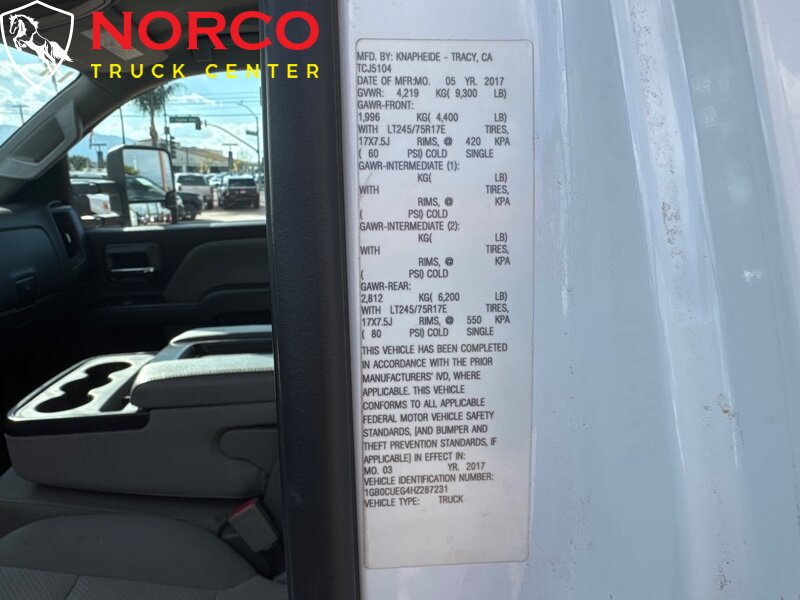 NORCO
TRUCK CENTER
MFD. BY: KNAPHEIDE - TRACY, CA
TCJ5104
DATE OF MFR:MO. 05 YR. 2017
GVWR: 4,219 KG( 9,300 LB)
GAWR-FRONT:
1,996 KG( 4,400 LB)
WITH LT245/75R17E TIRES,
17X7.5J RIMS, @ 420 KPA
( 60 PSI) COLD SINGLE
GAWR-INTERMEDIATE (1):
KG( LB)
WITH TIRES,
RIMS, @ KPA
( PSI) COLD
GAWR-INTERMEDIATE (2):
KG( LB)
WITH TIRES,
RIMS, @ KPA
( PSI) COLD
GAWR-REAR:
2,812 KG( 6,200 LB)
WITH LT245/75R17E TIRES,
17X7.5J RIMS, @ 550 KPA
( 80 PSI) COLD SINGLE
THIS VEHICLE HAS BEEN COMPLETED
IN ACCORDANCE WITH THE PRIOR
MANUFACTURERS' IVD, WHERE
APPLICABLE. THIS VEHICLE
CONFORMS TO ALL APPLICABLE
FEDERAL MOTOR VEHICLE SAFETY
STANDARDS, [AND BUMPER AND
THEFT PREVENTION STANDARDS, IF
APPLICABLE] IN EFFECT IN:
MO. 03 YR. 2017
VEHICLE IDENTIFICATION NUMBER:
1GB0CUEG4HZ287231
VEHICLE TYPE: TRUCK